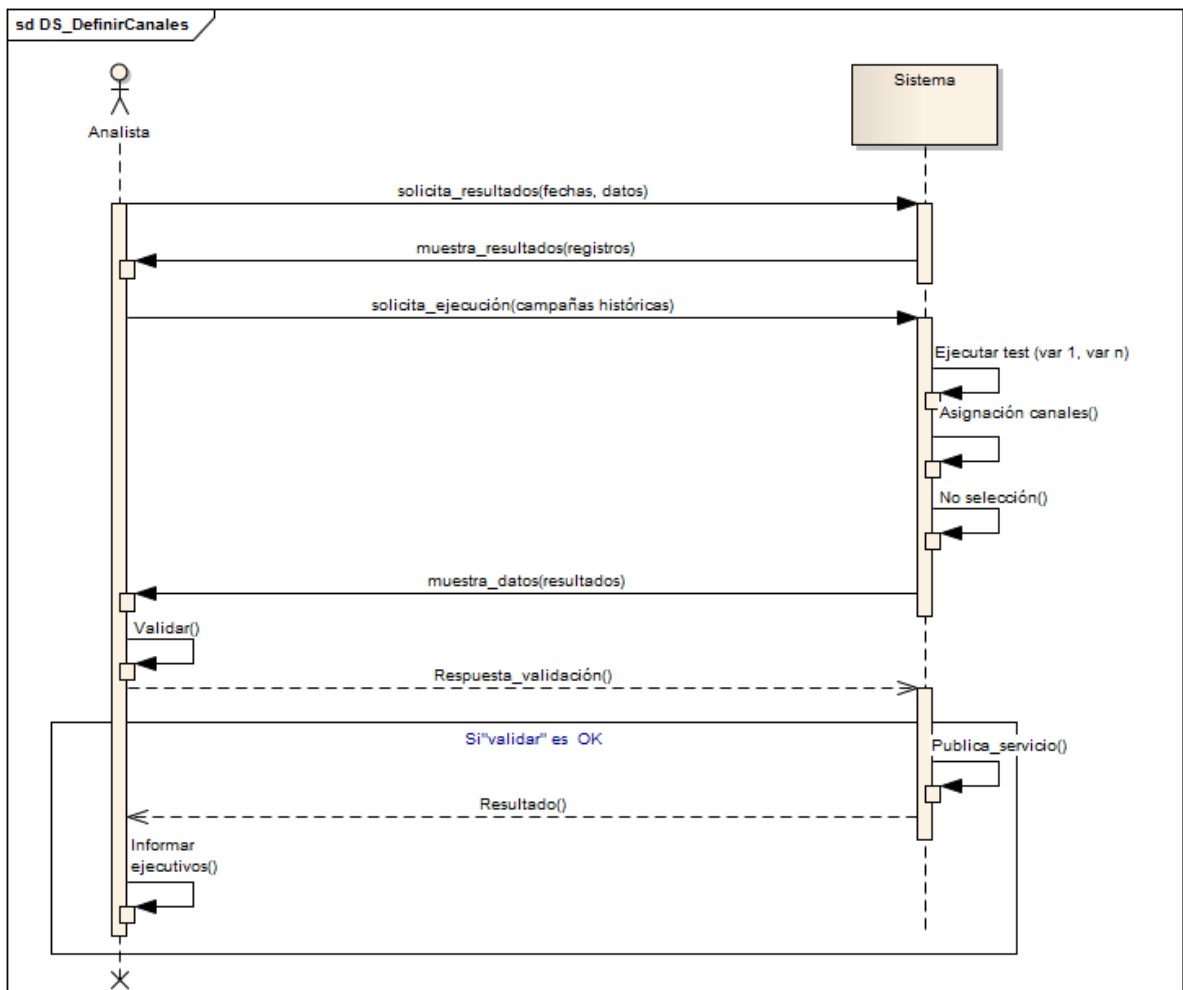 sd DS_DefinirCanales
Analista
Sistema
solicita_resultados(fechas, datos)
muestra_resultados(registros)
solicita_ejecución(campañas históricas)
Ejecutar test (var 1, var n)
Asignación canales()
No selección()
muestra_datos(resultados)
Validar()
Respuesta_validación()
Si"validar" es OK
Publica_servicio()
Resultado()
Informar
ejecutivos()